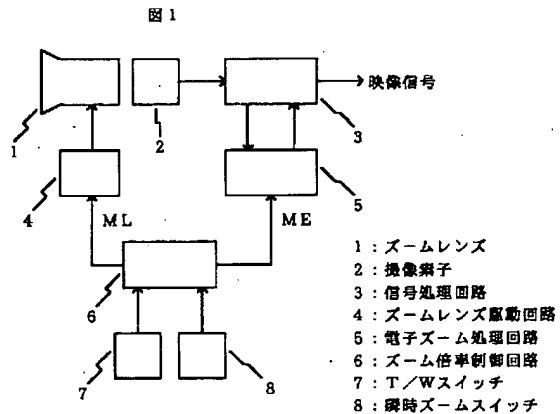 図1
映像信号
1
2
3
4
5
ML
ME
6
7
8
1:ズームレンズ
2:撮像素子
3:信号処理回路
4:ズームレンズ駆動回路
5:電子ズーム処理回路
6:ズーム倍率制御回路
7:T/Wスイッチ
8:瞬時ズームスイッチ